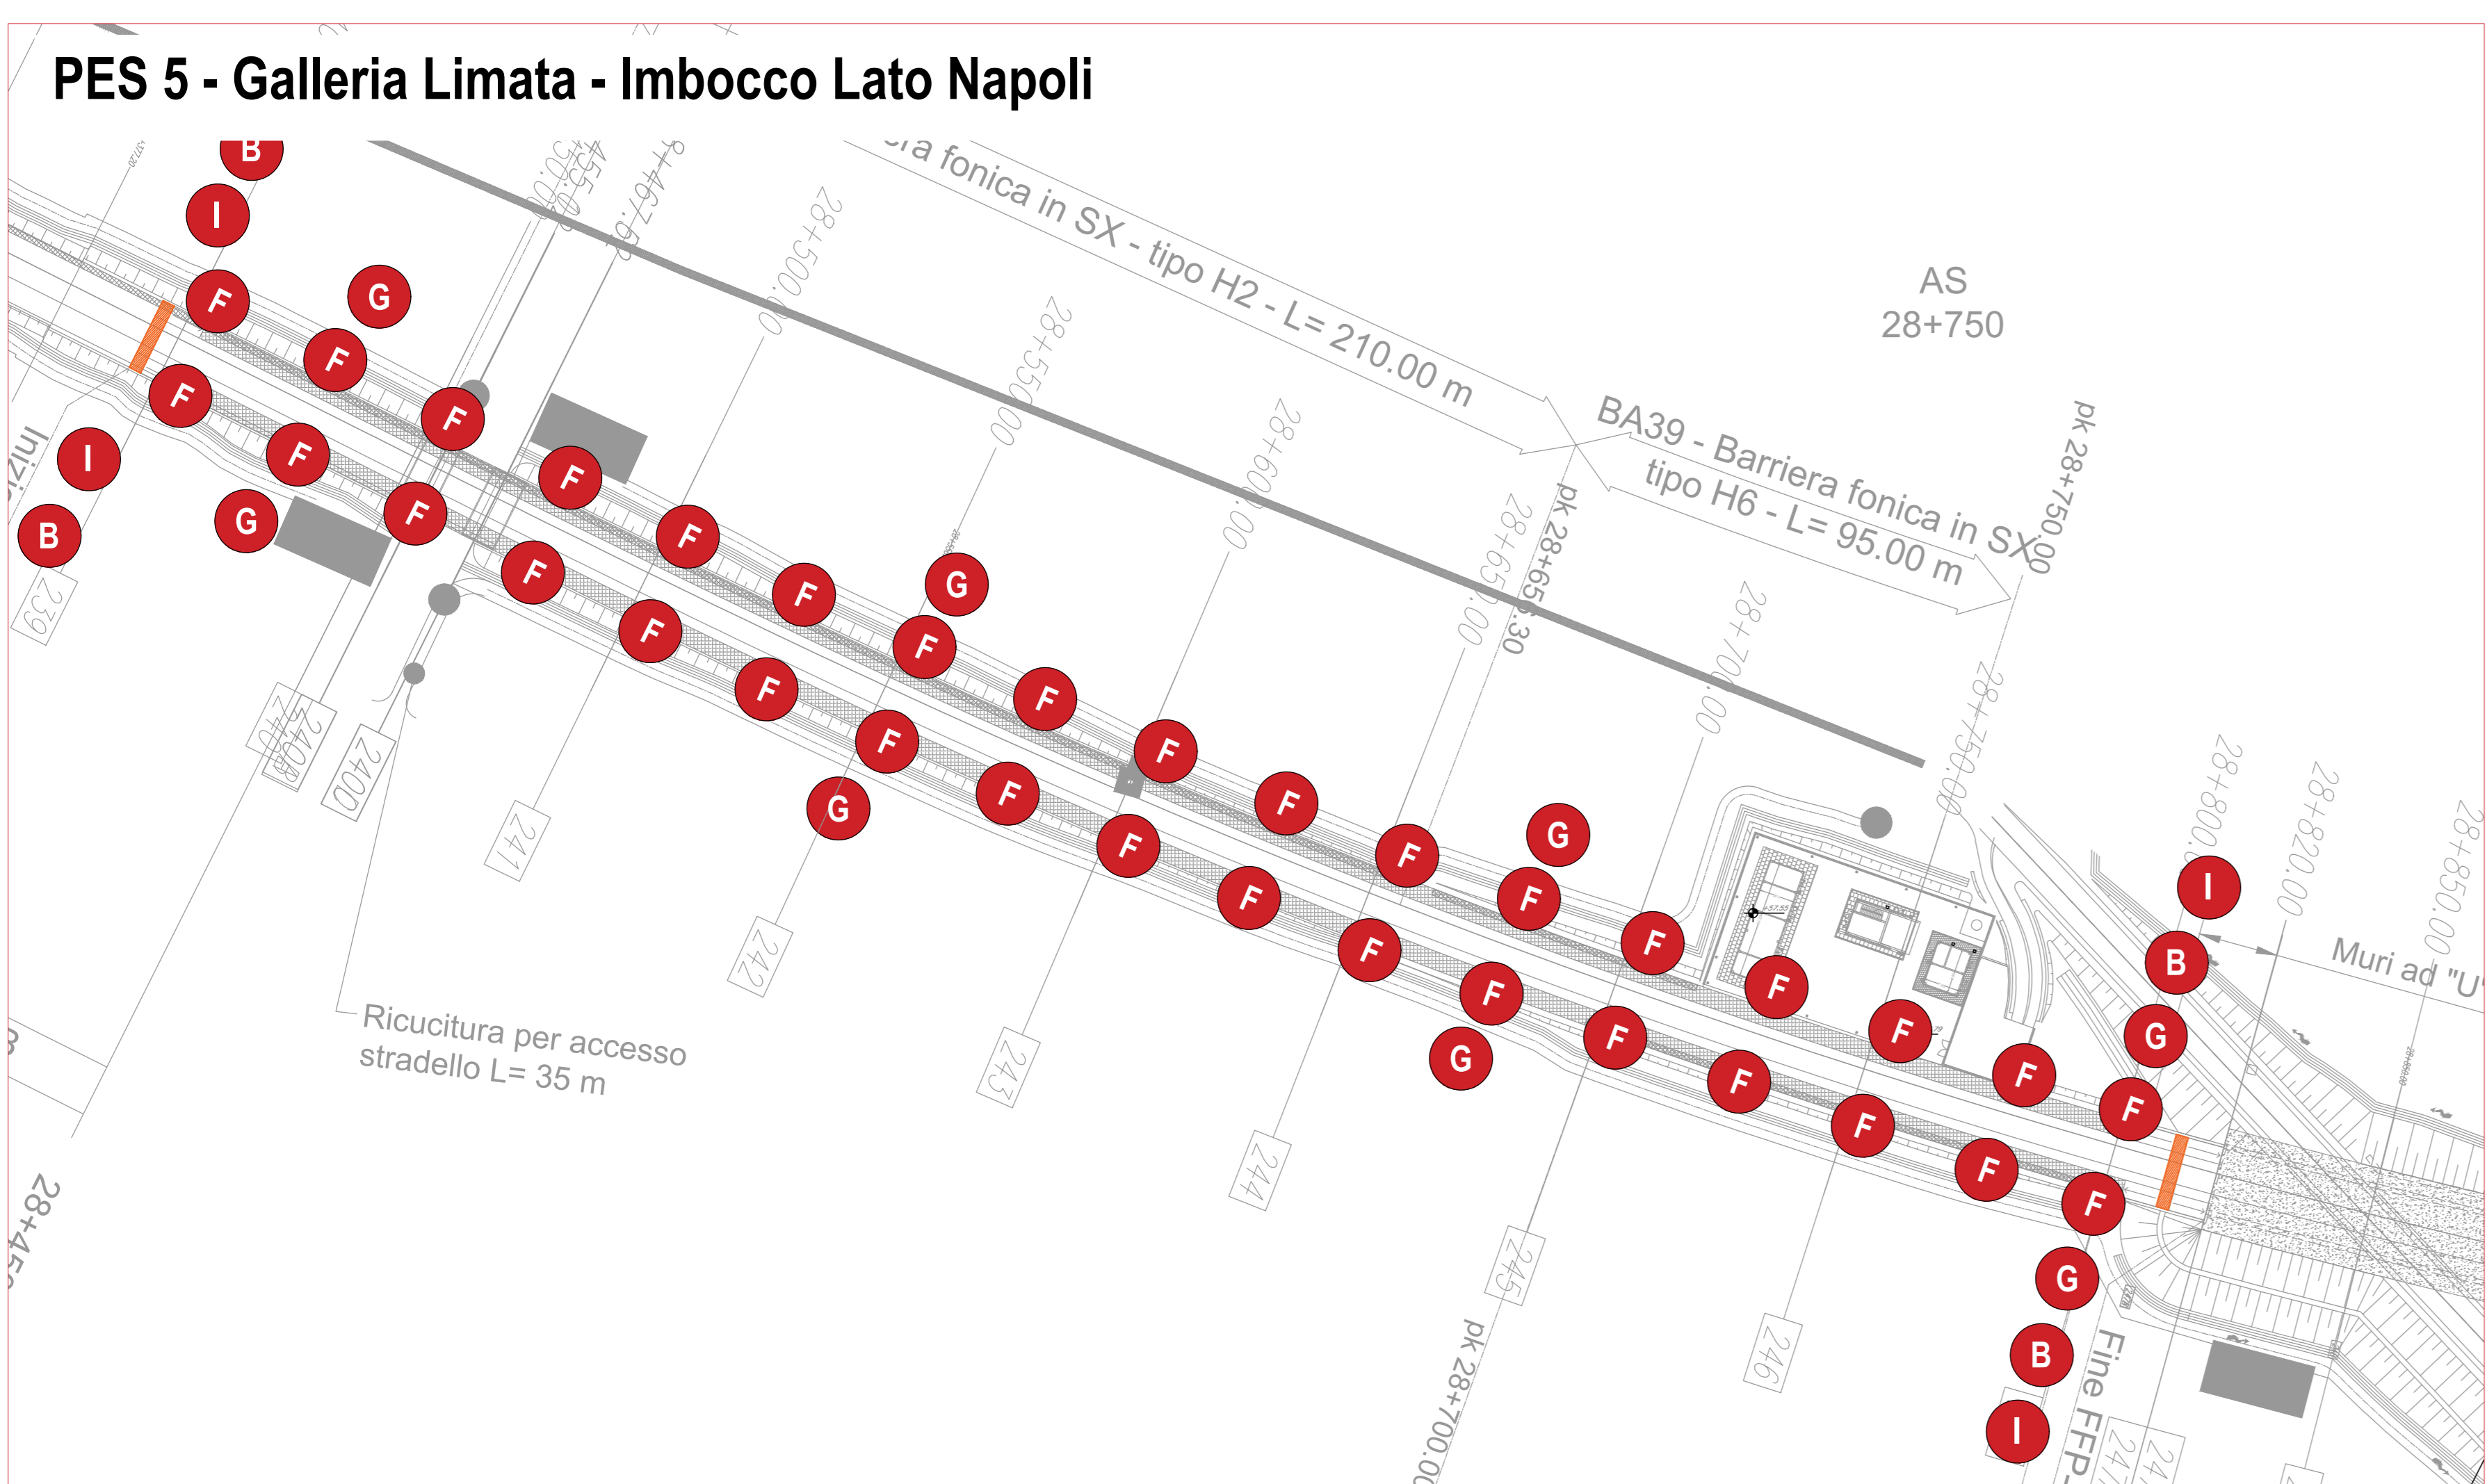 PES 5 - Galleria Limata - Imbocco Lato Napoli
B
I
F
G
F
F
F
F
F
F
G
F
F
F
F
G
F
F
F
F
F
F
F
F
F
I
B
G
F
F
F
F
F
G
F
F
F
F
F
G
F
F
F
F
F
F
I
B
G
G
B
I
fonica in SX - tipo H2 - L= 210.00 m
BA39 - Barriera fonica in SX
tipo H6 - L= 95.00 m
AS
28+750
pk 28+750.00
28+500.00
28+550.00
28+600.00
28+650.00
pk 28+656.30
28+700.00
28+750.00
28+800.00
28+820.00
28+850.00
Muri ad "U"
239
240D
241
242
243
244
245
246
Ricucitura per accesso
stradello L= 35 m
pk 28+700.00
Fine FFP